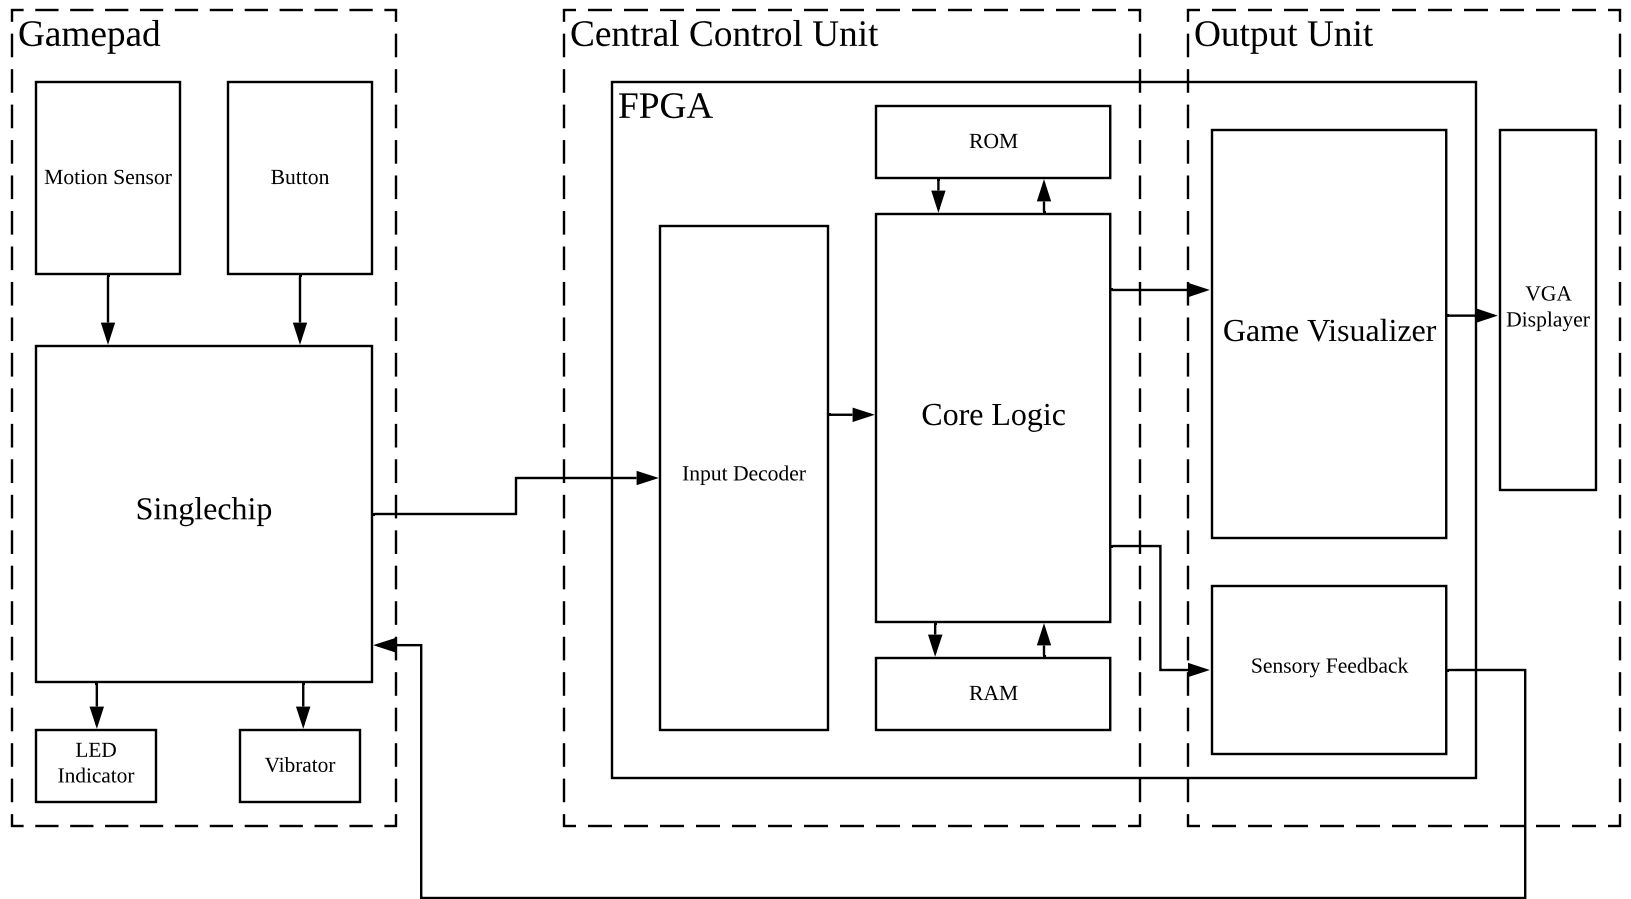 Gamepad
Motion Sensor
Button
Singlechip
LED
Indicator
Vibrator
Central Control Unit
FPGA
ROM
Input Decoder
Core Logic
RAM
Output Unit
Game Visualizer
VGA
Displayer
Sensory Feedback